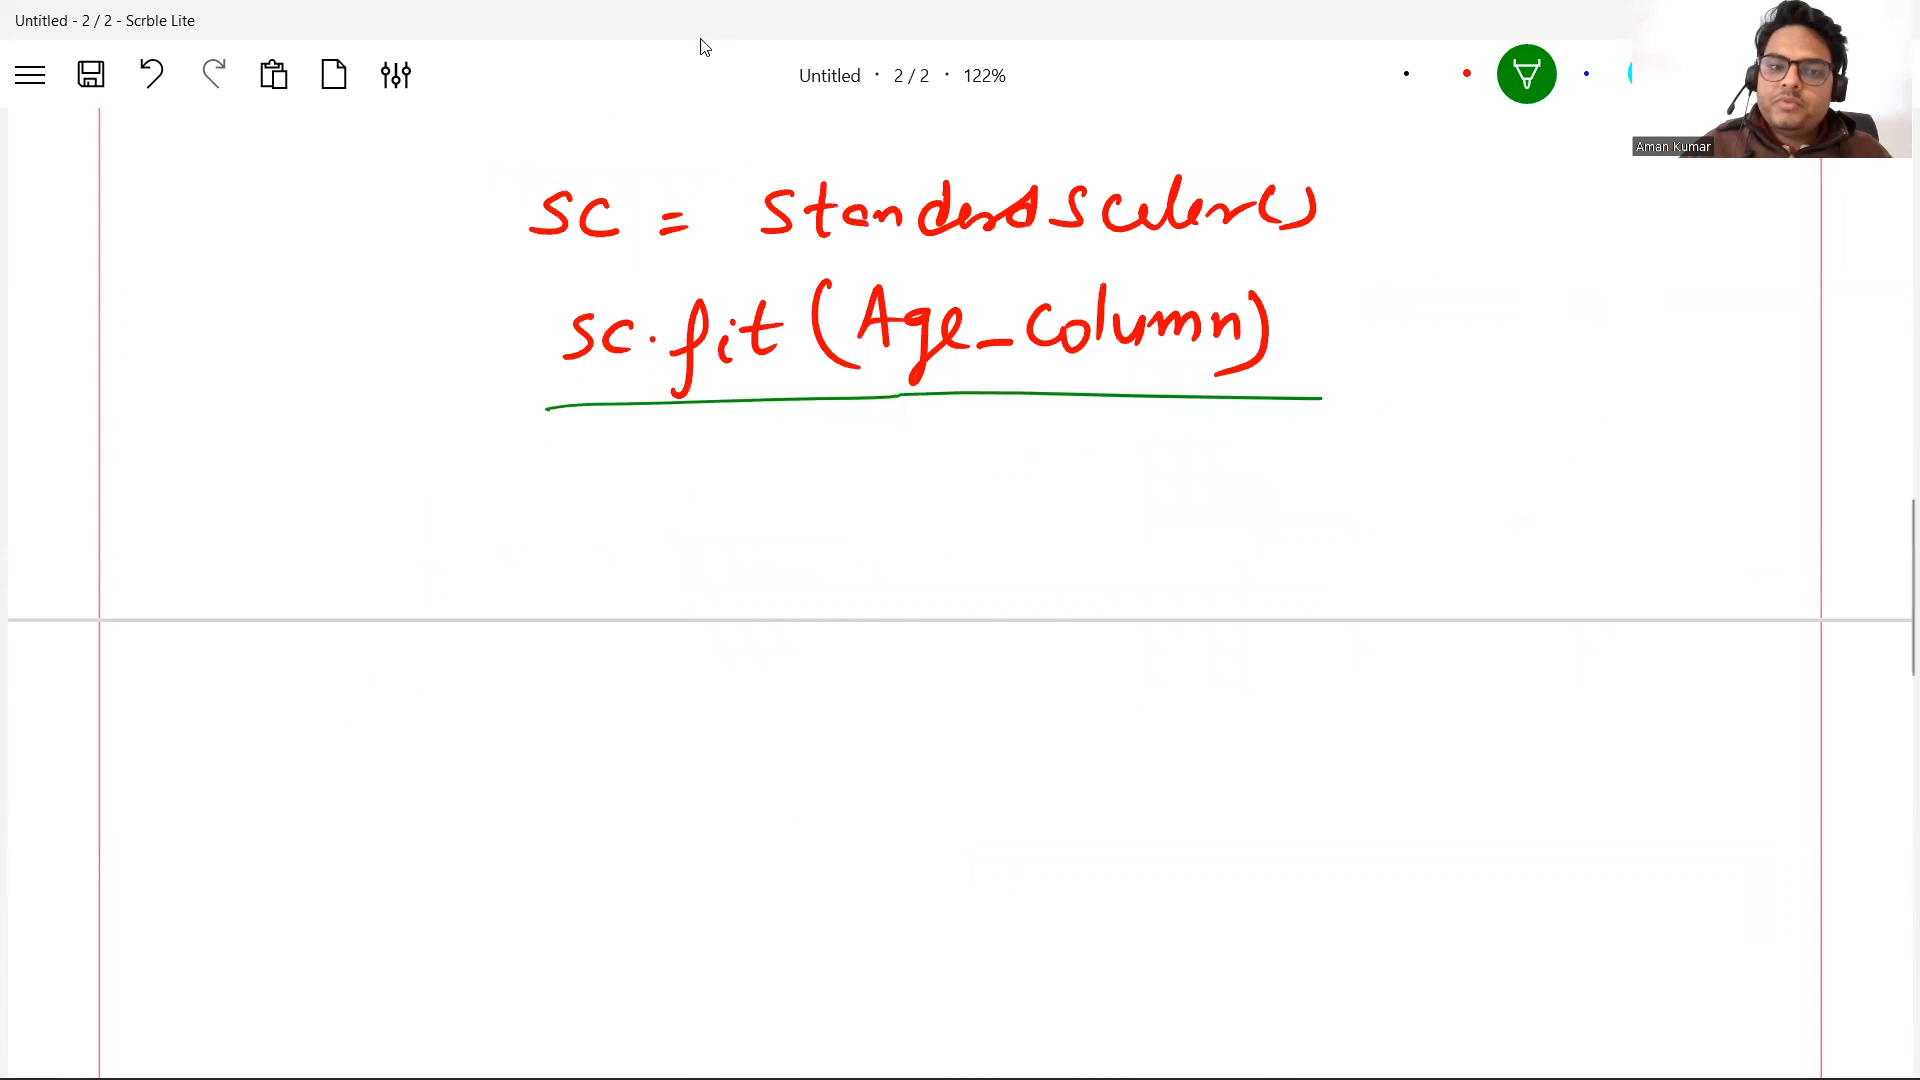 Untitled - 2 / 2 - Scrble Lite
Untitled · 2 / 2 · 122%
Aman Kumar
sc = StandardScaler()
sc.fit (Age_column)